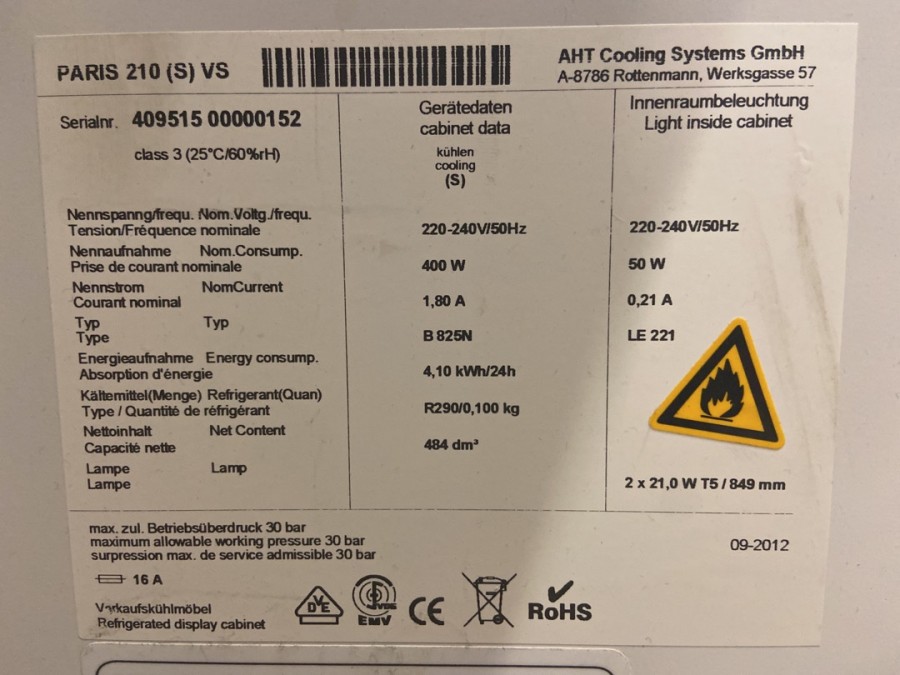 PARIS 210 (S) VS
AHT Cooling Systems GmbH
A-8786 Rottenmann, Werksgasse 57
Serialnr. 409515 00000152
class 3 (25°C/60%rH)
Gerätedaten
cabinet data
kühlen
cooling
(S)
Innenraumbeleuchtung
Light inside cabinet
Nennspanng/frequ. Nom.Voltg./frequ.
Tension/Fréquence nominale
220-240V/50Hz
220-240V/50Hz
Nennaufnahme Nom.Consump.
Prise de courant nominale
400 W
50 W
Nennstrom NomCurrent
Courant nominal
1,80 A
0,21 A
Typ Typ
Type
B 825N
LE 221
Energieaufnahme Energy consump.
Absorption d'énergie
4,10 kWh/24h
Kältemittel(Menge) Refrigerant(Quan)
Type / Quantité de réfrigérant
R290/0,100 kg
Nettoinhalt Net Content
Capacité nette
484 dm³
Lampe Lamp
Lampe
2 x 21,0 W T5 / 849 mm
max. zul. Betriebsüberdruck 30 bar
maximum allowable working pressure 30 bar
surpression max. de service admissible 30 bar
09-2012
16 A
Verkaufskühlmöbel
Refrigerated display cabinet
DVE
VDE
EMV
CE
RoHS